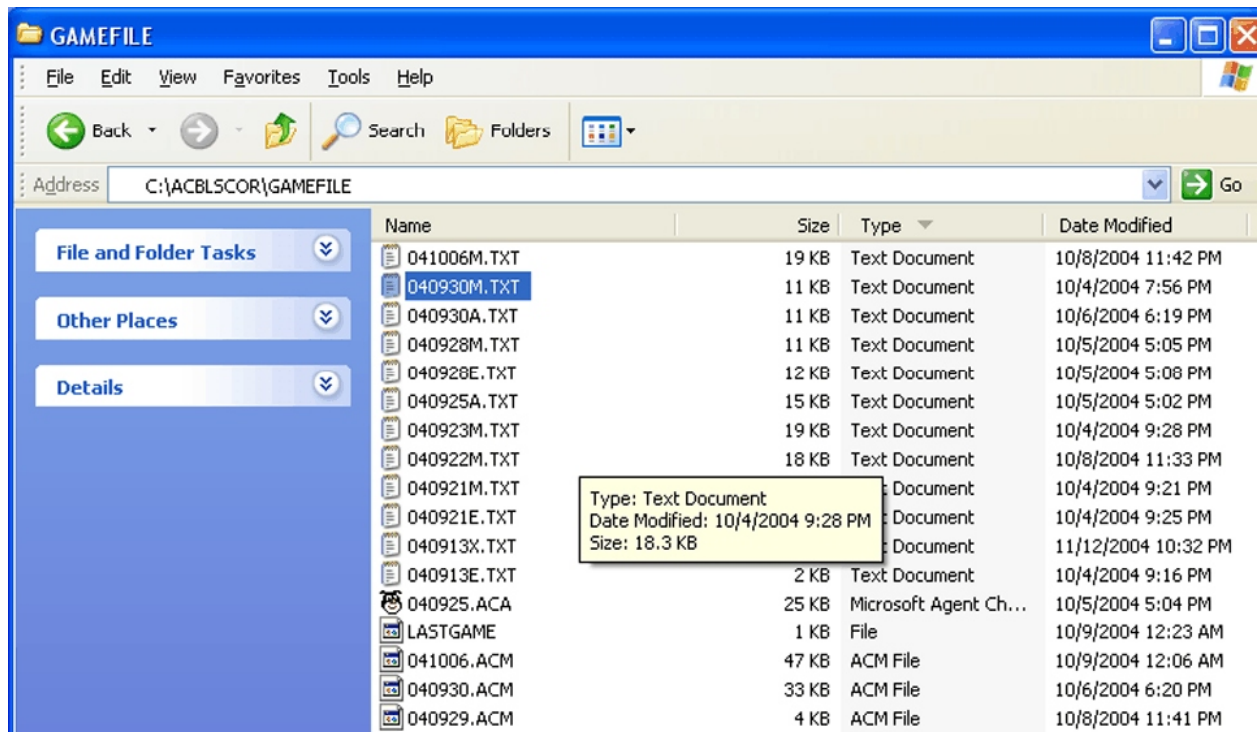 GAMEFILE
File Edit View Favorites Tools Help
Back Search Folders
Address C:\ACBLSCOR\GAMEFILE Go
File and Folder Tasks
Other Places
Details
Name Size Type Date Modified
041006M.TXT 19 KB Text Document 10/8/2004 11:42 PM
040930M.TXT 11 KB Text Document 10/4/2004 7:56 PM
040930A.TXT 11 KB Text Document 10/6/2004 6:19 PM
040928M.TXT 11 KB Text Document 10/5/2004 5:05 PM
040928E.TXT 12 KB Text Document 10/5/2004 5:08 PM
040925A.TXT 15 KB Text Document 10/5/2004 5:02 PM
040923M.TXT 19 KB Text Document 10/4/2004 9:28 PM
040922M.TXT 18 KB Text Document 10/8/2004 11:33 PM
040921M.TXT Document 10/4/2004 9:21 PM
040921E.TXT Document 10/4/2004 9:25 PM
040913X.TXT Document 11/12/2004 10:32 PM
040913E.TXT 2 KB Text Document 10/4/2004 9:16 PM
040925.ACA 25 KB Microsoft Agent Ch... 10/5/2004 5:04 PM
LASTGAME 1 KB File 10/9/2004 12:23 AM
041006.ACM 47 KB ACM File 10/9/2004 12:06 AM
040930.ACM 33 KB ACM File 10/6/2004 6:20 PM
040929.ACM 4 KB ACM File 10/8/2004 11:41 PM
Type: Text Document
Date Modified: 10/4/2004 9:28 PM
Size: 18.3 KB